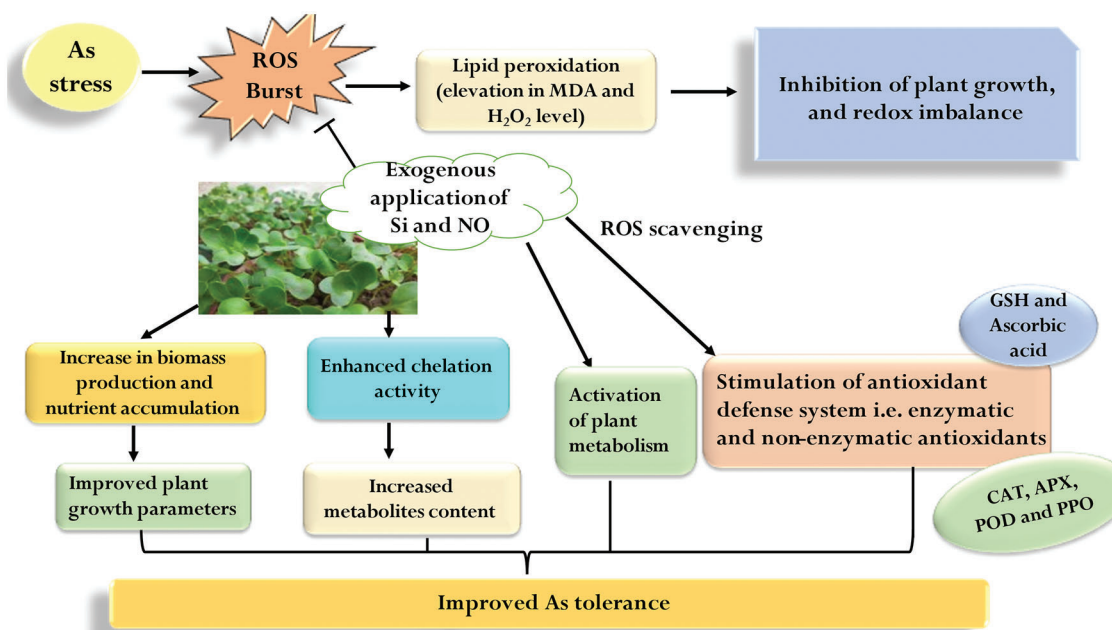 As
stress
ROS
Burst
Lipid peroxidation
(elevation in MDA and
H₂O₂ level)
Inhibition of plant growth,
and redox imbalance
Exogenous
application of
Si and NO
ROS scavenging
GSH and
Ascorbic
acid
Increase in biomass
production and
nutrient accumulation
Enhanced chelation
activity
Activation
of plant
metabolism
Stimulation of antioxidant
defense system i.e. enzymatic
and non-enzymatic antioxidants
Improved plant
growth parameters
Increased
metabolites content
CAT, APX,
POD and PPO
Improved As tolerance